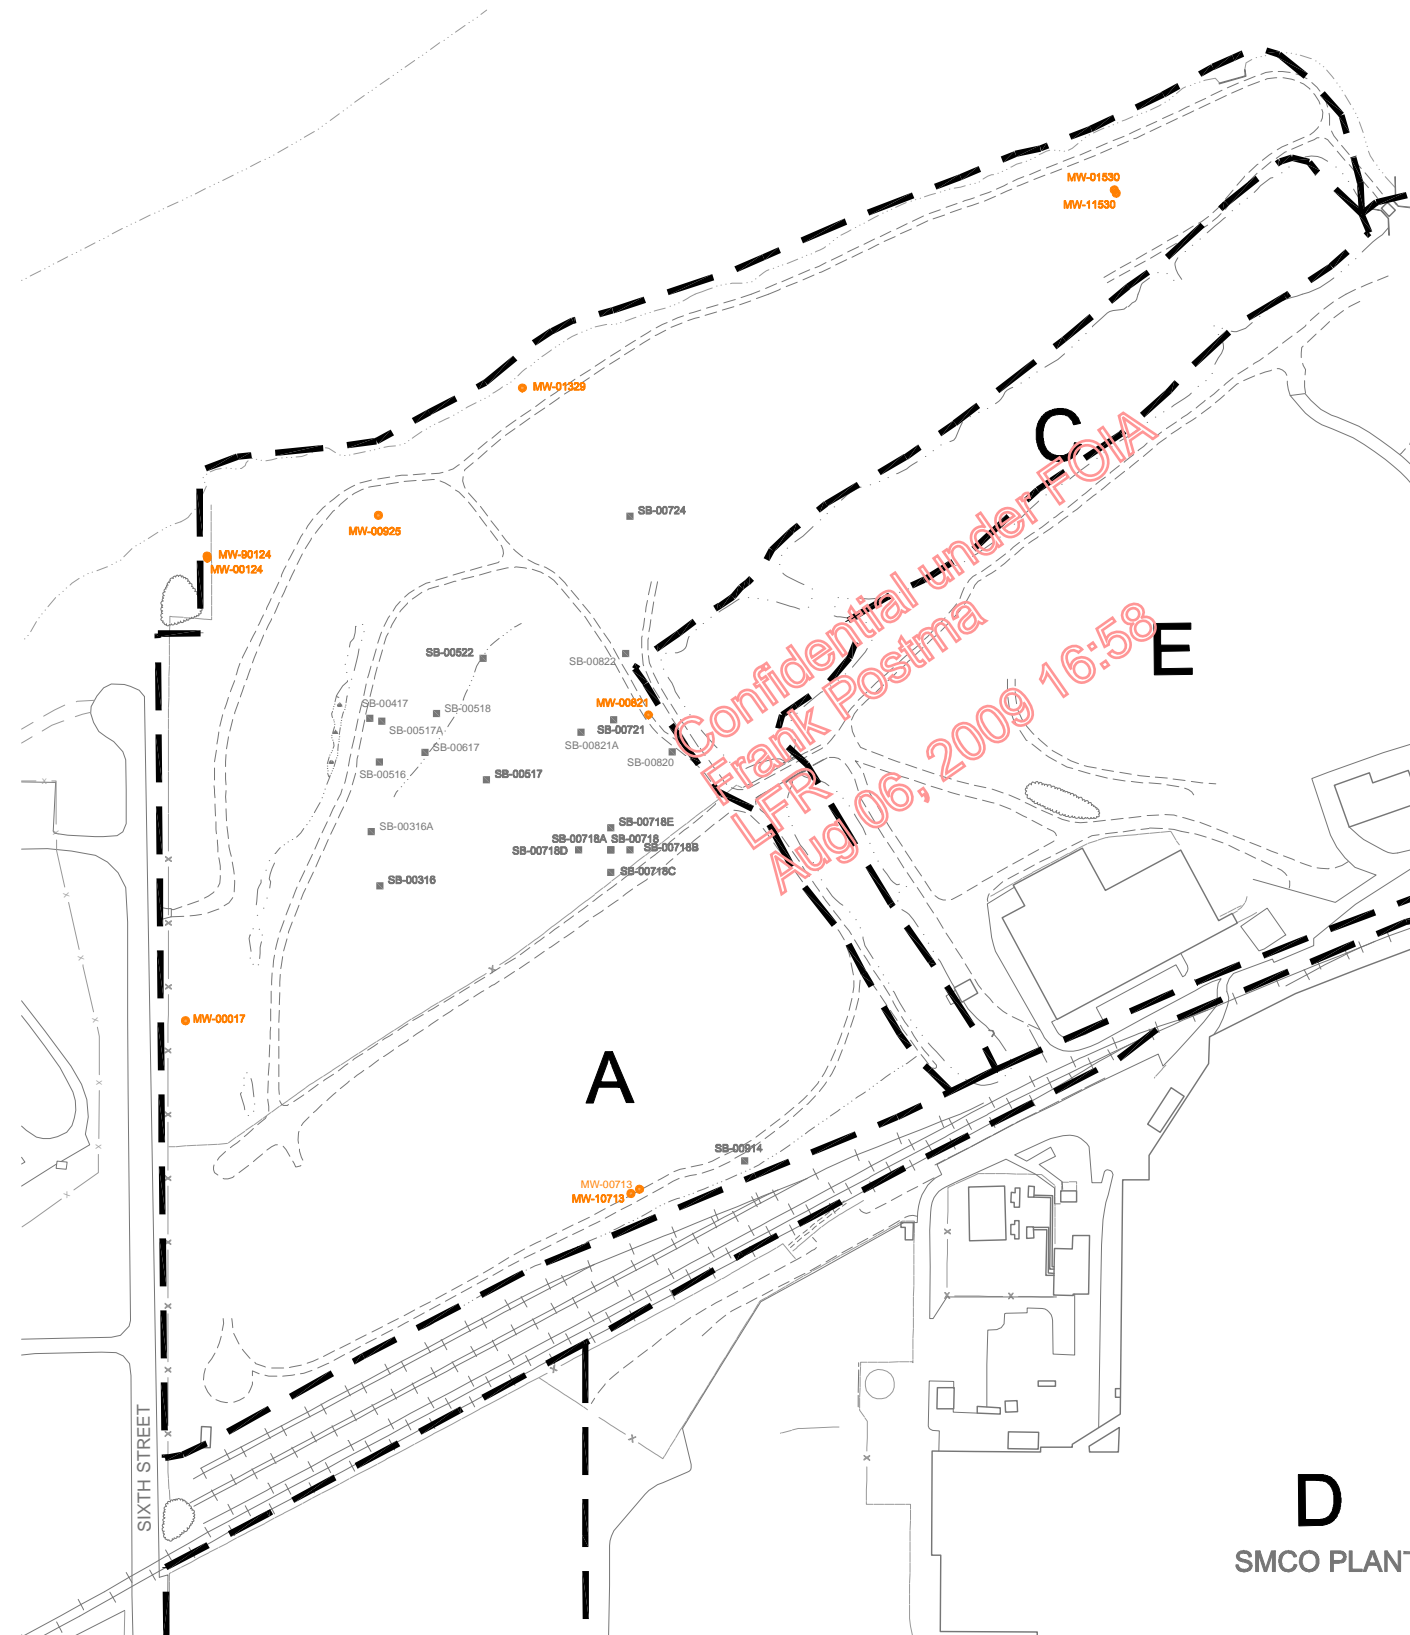 MW-01530
MW-11530
MW-01329
C
SB-00724
MW-00925
MW-90124
MW-00124
Confidential under FOIA
Frank Postma
LFR
Aug 06, 2009 16:58
E
SB-00522
SB-00822
SB-00417
SB-00518
MW-00821
SB-00517A
SB-00721
SB-00617
SB-00821A
SB-00516
SB-00820
SB-00517
SB-00316A
SB-00718E
SB-00718A
SB-00718
SB-00718D
SB-00718B
SB-00718C
SB-00316
MW-00017
A
SB-00914
MW-00713
MW-10713
SIXTH STREET
D
SMCO PLANT